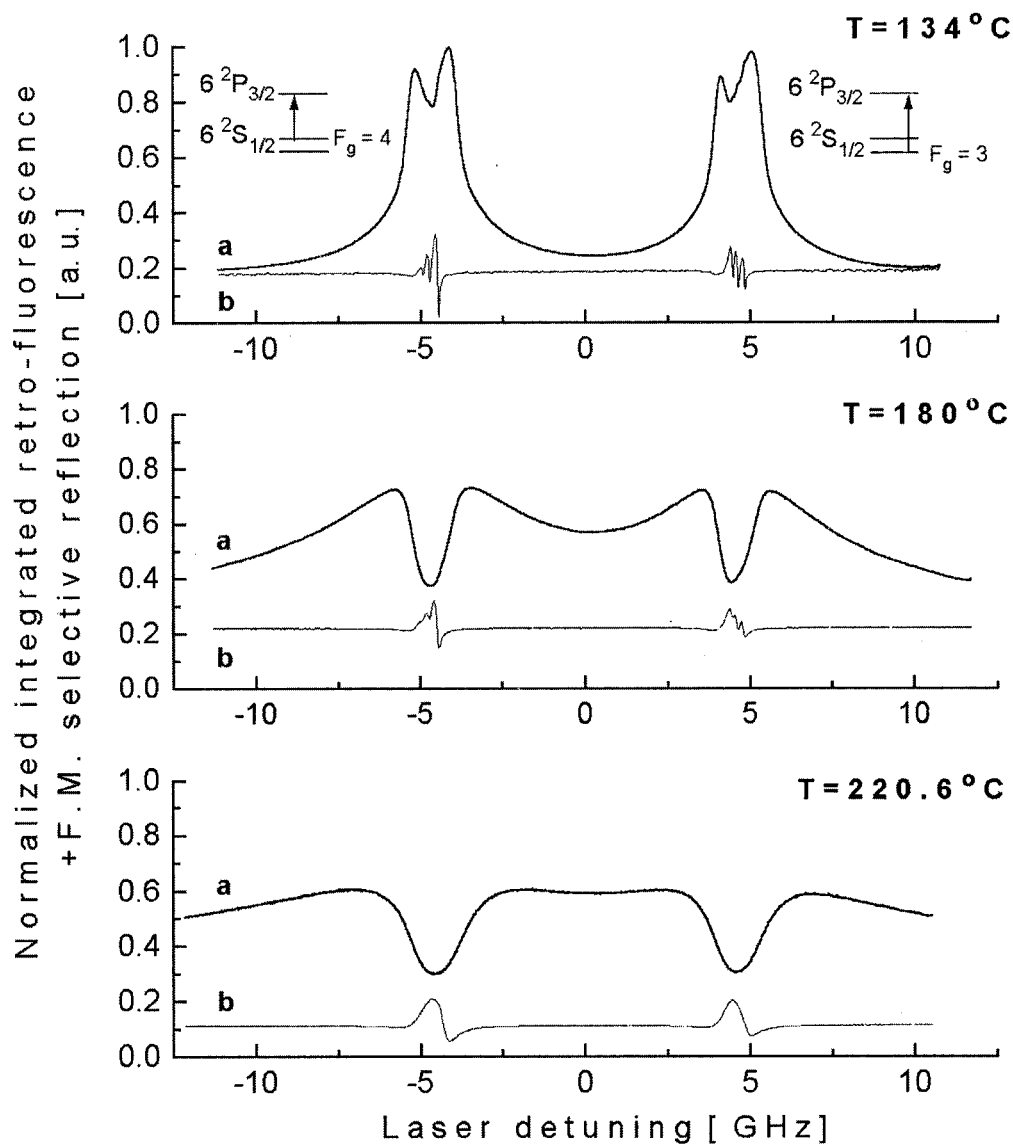 Normalized integrated retro-fluorescence
+F.M. selective reflection [a.u.]
T=134°C
1.0
0.8
0.6
0.4
0.2
0.0
6 ²P3/2
6 ²S1/2
Fg = 4
6 ²P3/2
6 ²S1/2
Fg = 3
a
b
-10 -5 0 5 10
T=180°C
1.0
0.8
0.6
0.4
0.2
0.0
a
b
-10 -5 0 5 10
T=220.6°C
1.0
0.8
0.6
0.4
0.2
0.0
a
b
-10 -5 0 5 10
Laser detuning [GHz]